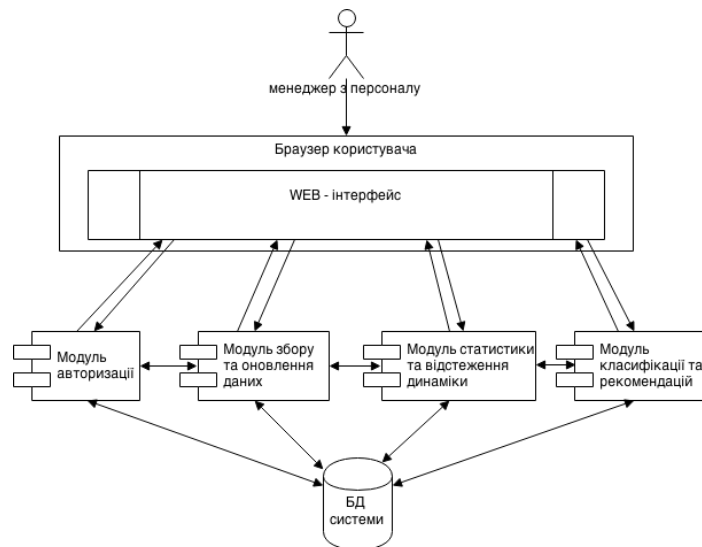 менеджер з персоналу
Браузер користувача
WEB - інтерфейс
Модуль
авторизації
Модуль збору
та оновлення
даних
Модуль статистики
та відстеження
динаміки
Модуль
класифікації та
рекомендацій
БД
системи